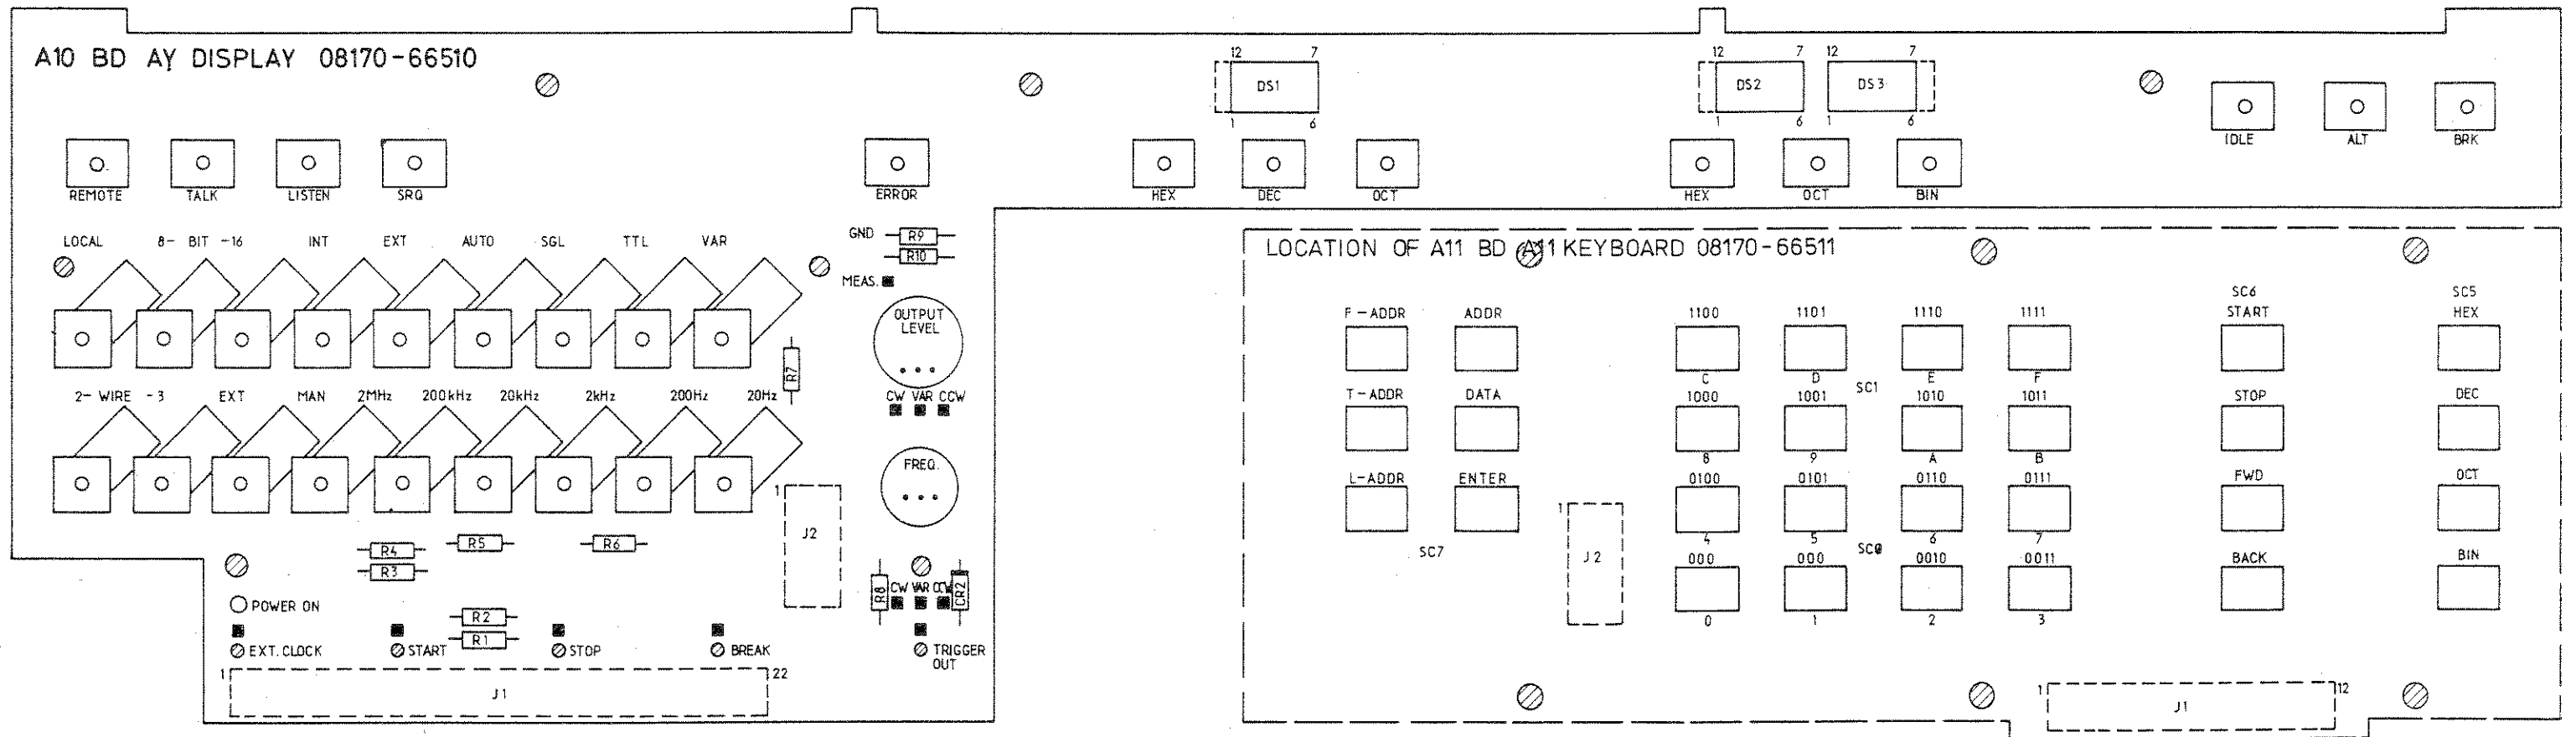 A10 BD AY DISPLAY 08170-66510
12 7
DS1
1 6
12 7
DS2
1 6
12 7
DS3
1 6
IDLE ALT BRK
REMOTE TALK LISTEN SRQ
ERROR
HEX DEC OCT
HEX OCT BIN
LOCAL 8- BIT -16 INT EXT AUTO SGL TTL VAR
GND R9
R10
MEAS.
OUTPUT
LEVEL
R7
CW VAR CCW
2- WIRE -3 EXT MAN 2MHz 200kHz 20kHz 2kHz 200Hz 20Hz
FREQ.
1
J2
R4 R5 R6
R3
R8 CW VAR CCW CR2
POWER ON
R2
R1
EXT. CLOCK START STOP BREAK
TRIGGER
OUT
1 22
J1
LOCATION OF A11 BD A11 KEYBOARD 08170-66511
SC6 SC5
F-ADDR ADDR 1100 1101 1110 1111 START HEX
C D E F
SC1
T-ADDR DATA 1000 1001 1010 1011 STOP DEC
8 9 A B
L-ADDR ENTER 0100 0101 0110 0111 FWD OCT
1
J2
4 5 6 7
SC7
SC0
000 000 0010 0011 BACK BIN
0 1 2 3
1 12
J1